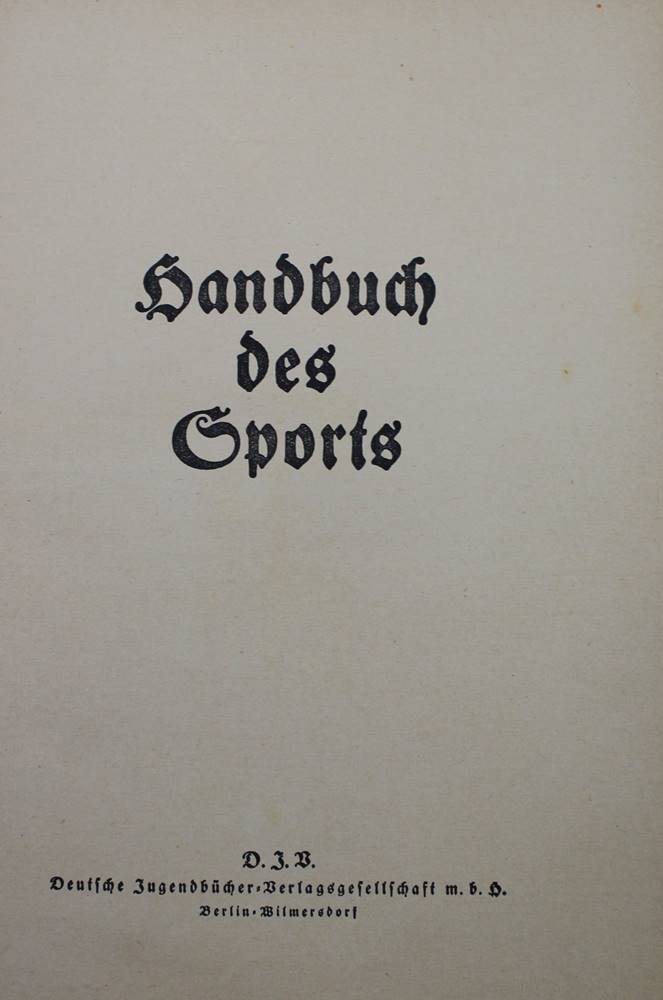 Handbuch
des
Sports
D. J. V.
Deutsche Jugendbücher-Verlagsgesellschaft m. b. H.
Berlin-Wilmersdorf